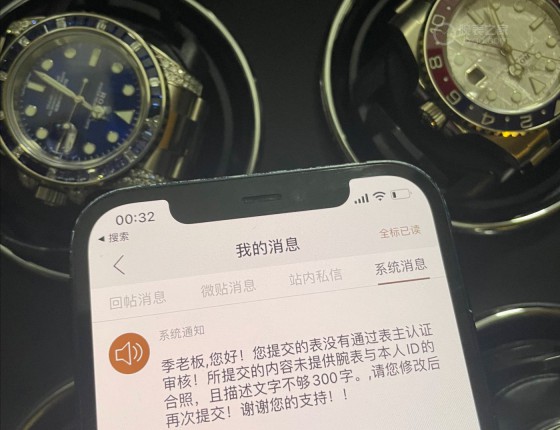 00:32
搜索
我的消息
全标已读
回帖消息
微贴消息
站内私信
系统消息
系统通知
季老板,您好！您提交的表没有通过表主认证
审核！所提交的内容未提供腕表与本人ID的
合照，且描述文字不够300字。,请您修改后
再次提交！谢谢您的支持！！